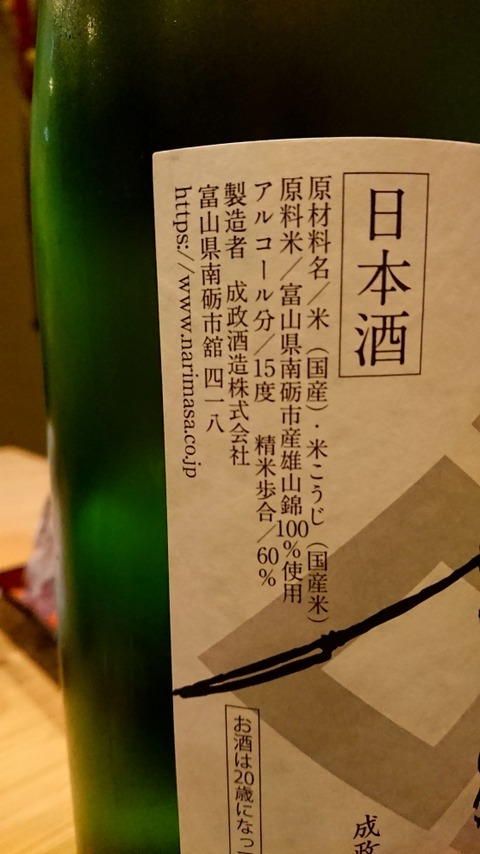 日本酒
原材料名／米（国産）・米こうじ（国産米）
原料米／富山県南砺市産雄山錦100％使用
アルコール分／15度　精米歩合／60％
製造者　成政酒造株式会社
富山県南砺市舘 四一八
https://www.narimasa.co.jp
お酒は20歳になっ
成政